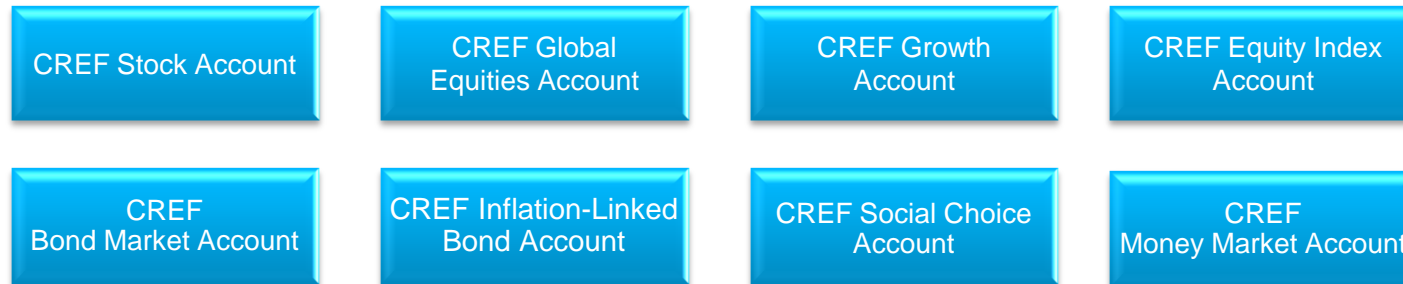 CREF Stock Account
CREF Global
Equities Account
CREF Growth
Account
CREF Equity Index
Account
CREF
Bond Market Account
CREF Inflation-Linked
Bond Account
CREF Social Choice
Account
CREF
Money Market Account